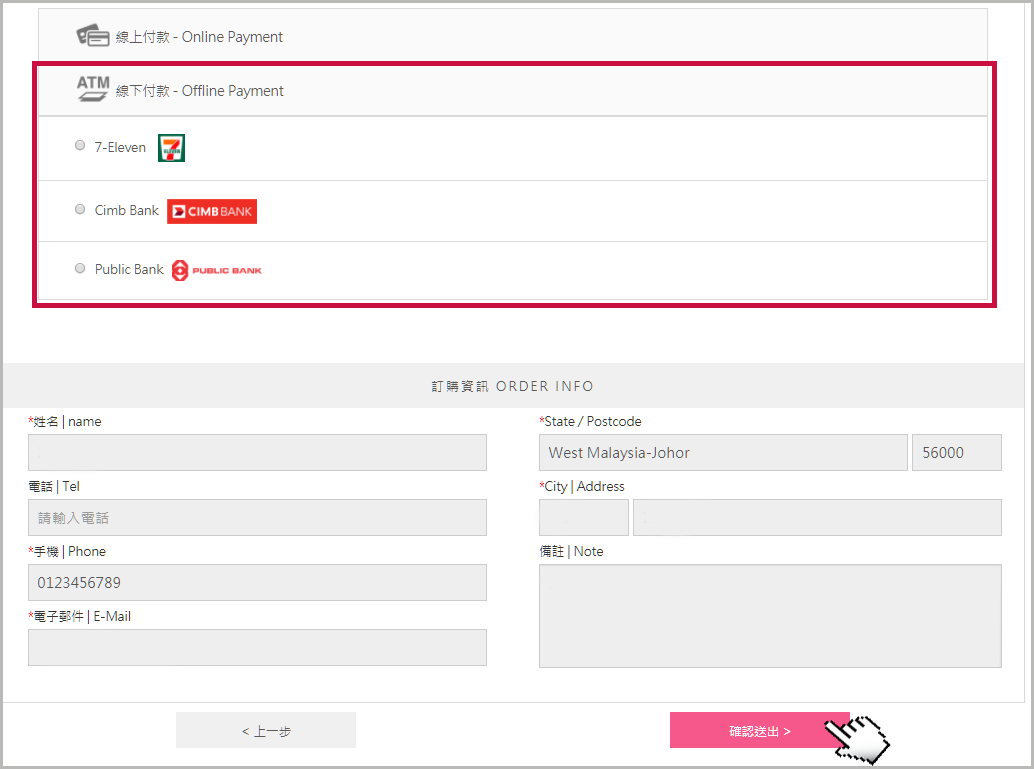 線上付款 - Online Payment
ATM 線下付款 - Offline Payment
7-Eleven 7 ELEVEN
Cimb Bank CIMB BANK
Public Bank PUBLIC BANK
訂購資訊 ORDER INFO
*姓名 | name
*State / Postcode
West Malaysia-Johor 56000
電話 | Tel
*City | Address
請輸入電話
*手機 | Phone
備註 | Note
0123456789
*電子郵件 | E-Mail
< 上一步
確認送出 >